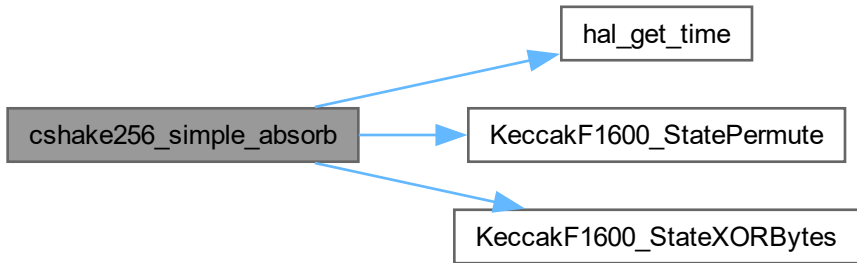 hal_get_time
cshake256_simple_absorb
KeccakF1600_StatePermute
KeccakF1600_StateXORBytes